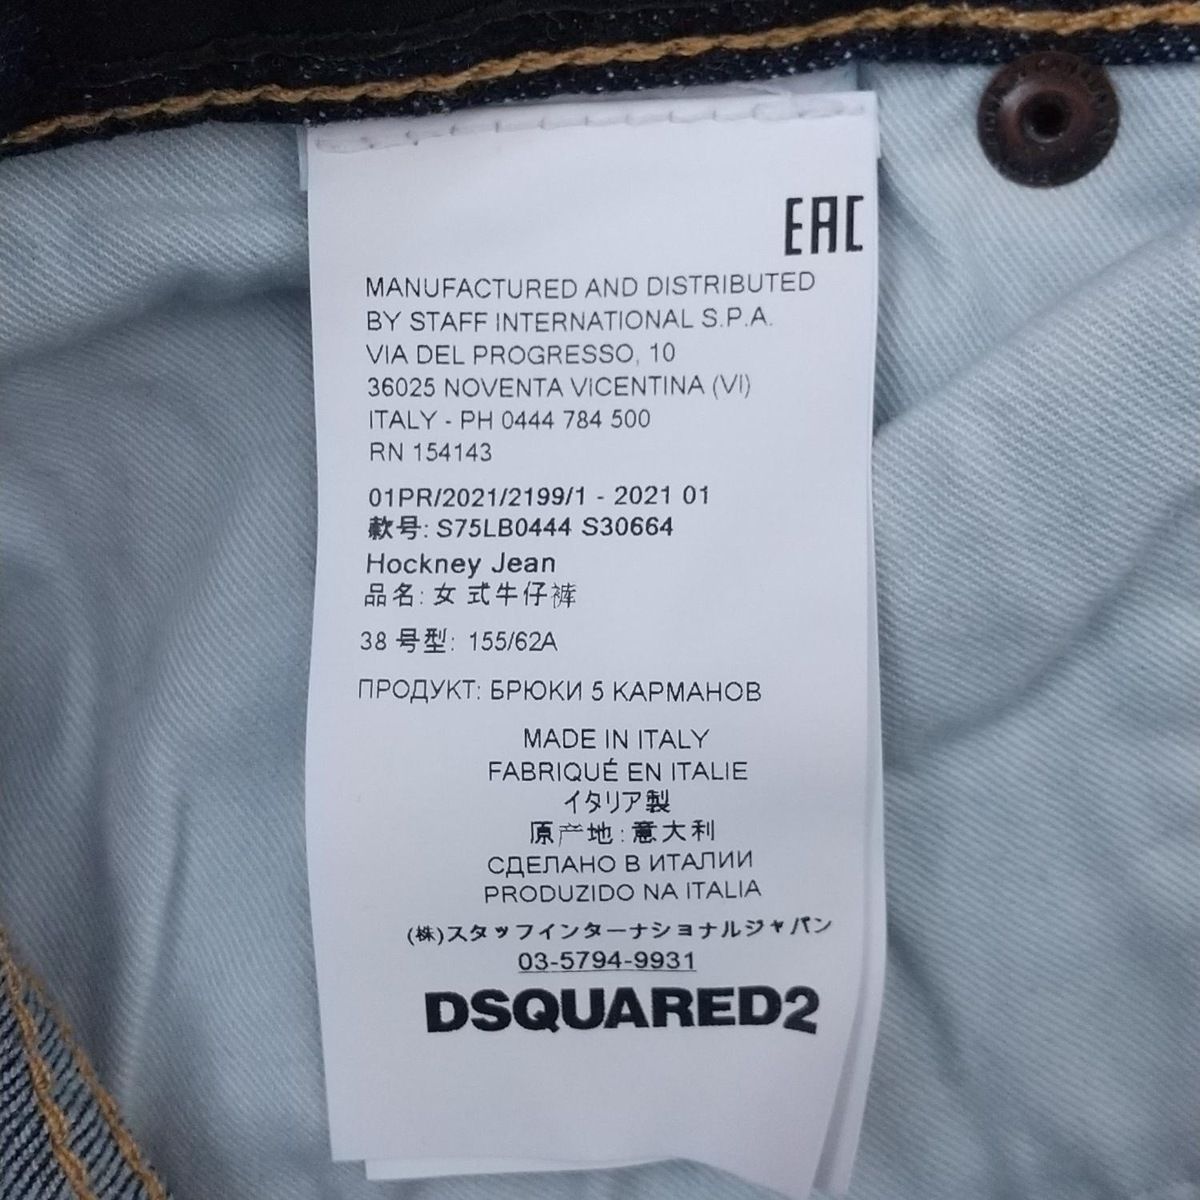 EAC
MANUFACTURED AND DISTRIBUTED
BY STAFF INTERNATIONAL S.P.A.
VIA DEL PROGRESSO, 10
36025 NOVENTA VICENTINA (VI)
ITALY - PH 0444 784 500
RN 154143
01PR/2021/2199/1 - 2021 01
款号: S75LB0444 S30664
Hockney Jean
品名: 女 式牛仔裤
38 号型: 155/62A
ПРОДУКТ: БРЮКИ 5 КАРМАНОВ
MADE IN ITALY
FABRIQUÉ EN ITALIE
イタリア製
原产地:意大利
СДЕЛАНО В ИТАЛИИ
PRODUZIDO NA ITALIA
(株)スタッフインターナショナルジャパン
03-5794-9931
DSQUARED2